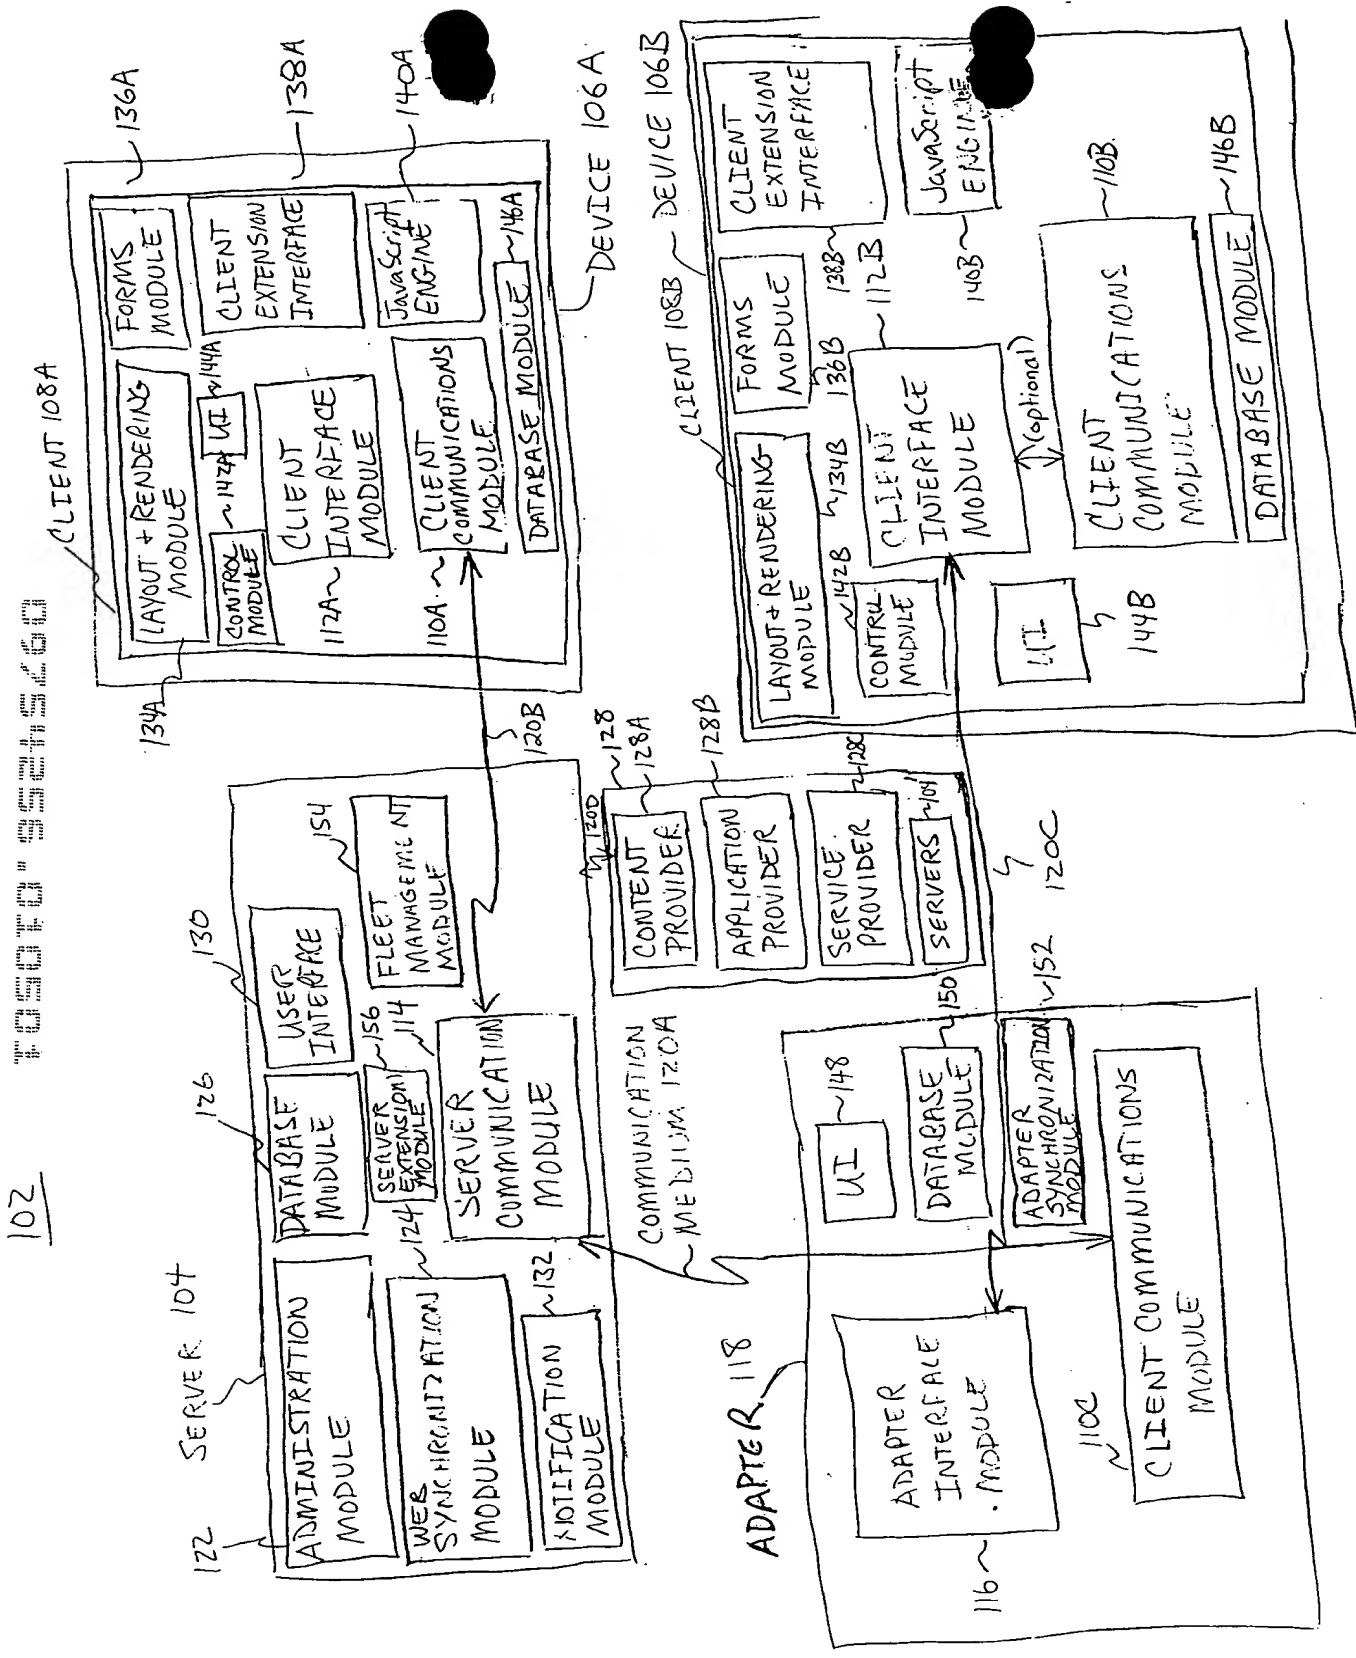 102
SERVER 104
122
ADMINISTRATION
MODULE
126
DATABASE
MODULE
130
USER
INTERFACE
154
FLEET
MANAGEMENT
MODULE
WEB
SYNCHRONIZATION
MODULE
124
SERVER
EXTENSION
MODULE
156
114
SERVER
COMMUNICATION
MODULE
NOTIFICATION
MODULE
132
CLIENT 108A
134A
LAYOUT + RENDERING
MODULE
FORMS
MODULE
136A
CONTROL
MODULE
142A
UI
144A
CLIENT
EXTENSION
INTERFACE
138A
112A
CLIENT
INTERFACE
MODULE
JavaScript
ENGINE
140A
110A
CLIENT
COMMUNICATIONS
MODULE
DATABASE MODULE
146A
DEVICE 106A
120B
COMMUNICATION
MEDIUM 120A
120D
128
CONTENT
PROVIDER
128A
APPLICATION
PROVIDER
128B
SERVICE
PROVIDER
128C
SERVERS
104
120C
CLIENT 108B
DEVICE 106B
LAYOUT + RENDERING
MODULE
134B
FORMS
MODULE
136B
CLIENT
EXTENSION
INTERFACE
138B
142B
CONTROL
MODULE
CLIENT
INTERFACE
MODULE
112B
JavaScript
ENGINE
140B
(optional)
UI
144B
CLIENT
COMMUNICATIONS
MODULE
110B
DATABASE MODULE
146B
ADAPTER 118
UI
148
DATABASE
MODULE
150
ADAPTER
SYNCHRONIZATION
MODULE
152
116
ADAPTER
INTERFACE
MODULE
110C
CLIENT COMMUNICATIONS
MODULE